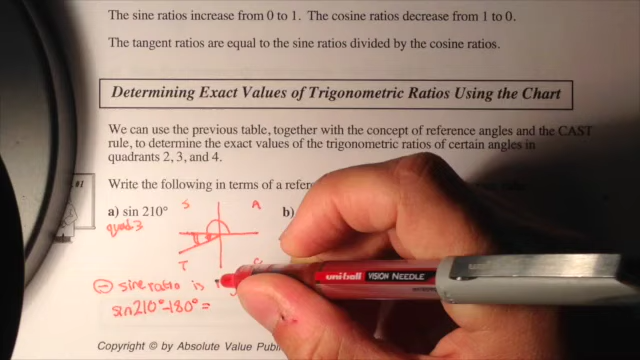 The sine ratios increase from 0 to 1. The cosine ratios decrease from 1 to 0.
The tangent ratios are equal to the sine ratios divided by the cosine ratios.
Determining Exact Values of Trigonometric Ratios Using the Chart
We can use the previous table, together with the concept of reference angles and the CAST
rule, to determine the exact values of the trigonometric ratios of certain angles in
quadrants 2, 3, and 4.
#1
Write the following in terms of a
a) sin 210°
b)
quad 3
S
A
T
C
⊖ sine ratio is
sin210°-180°=
uni-ball VISION NEEDLE
Copyright © by Absolute Value